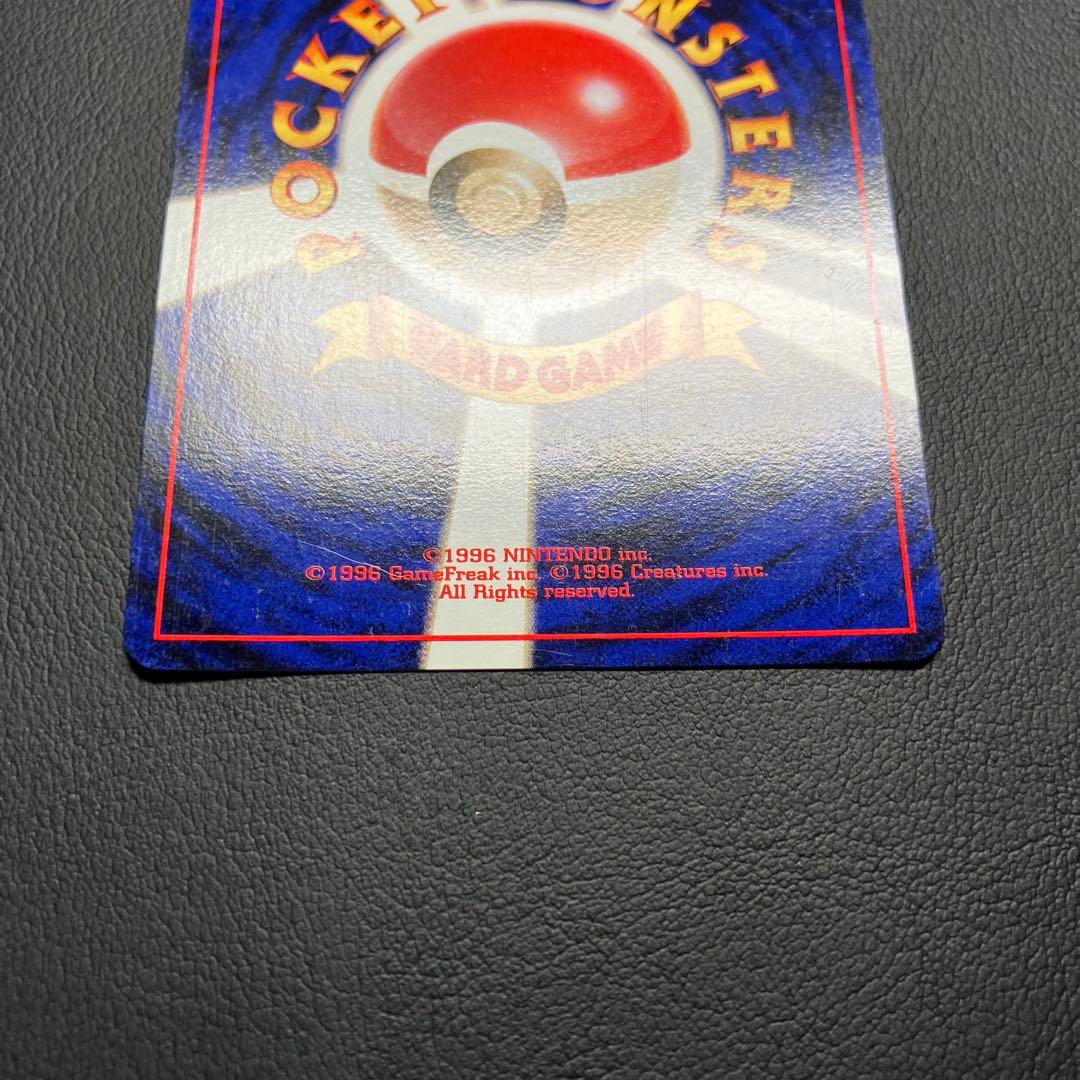 POCKET MONSTERS
CARD GAME
©1996 NINTENDO inc.
©1996 GameFreak inc. ©1996 Creatures inc.
All Rights reserved.